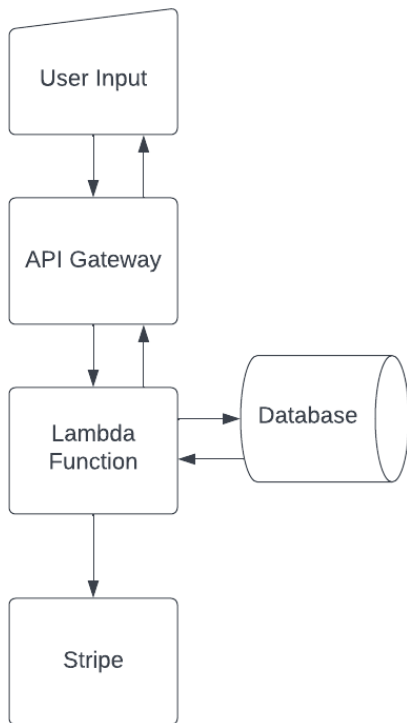 User Input
API Gateway
Lambda
Function
Database
Stripe